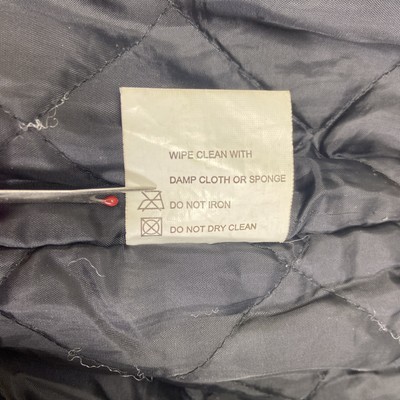 WIPE CLEAN WITH
DAMP CLOTH OR SPONGE
DO NOT IRON
DO NOT DRY CLEAN